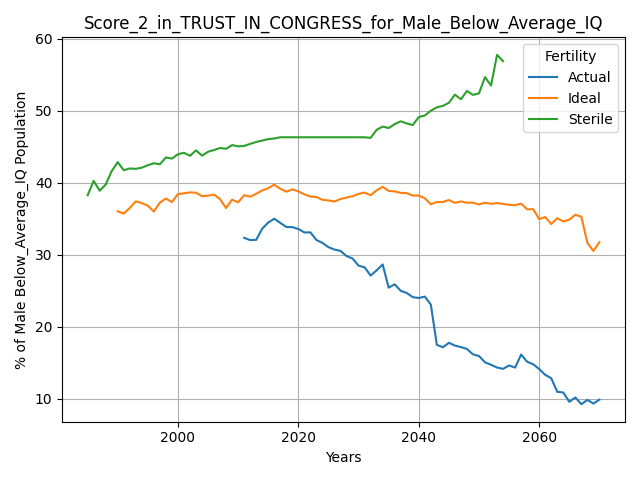 Score_2_in_TRUST_IN_CONGRESS_for_Male_Below_Average_IQ
% of Male Below_Average_IQ Population
60
50
40
30
20
10
Fertility
Actual
Ideal
Sterile
2000 2020 2040 2060
Years